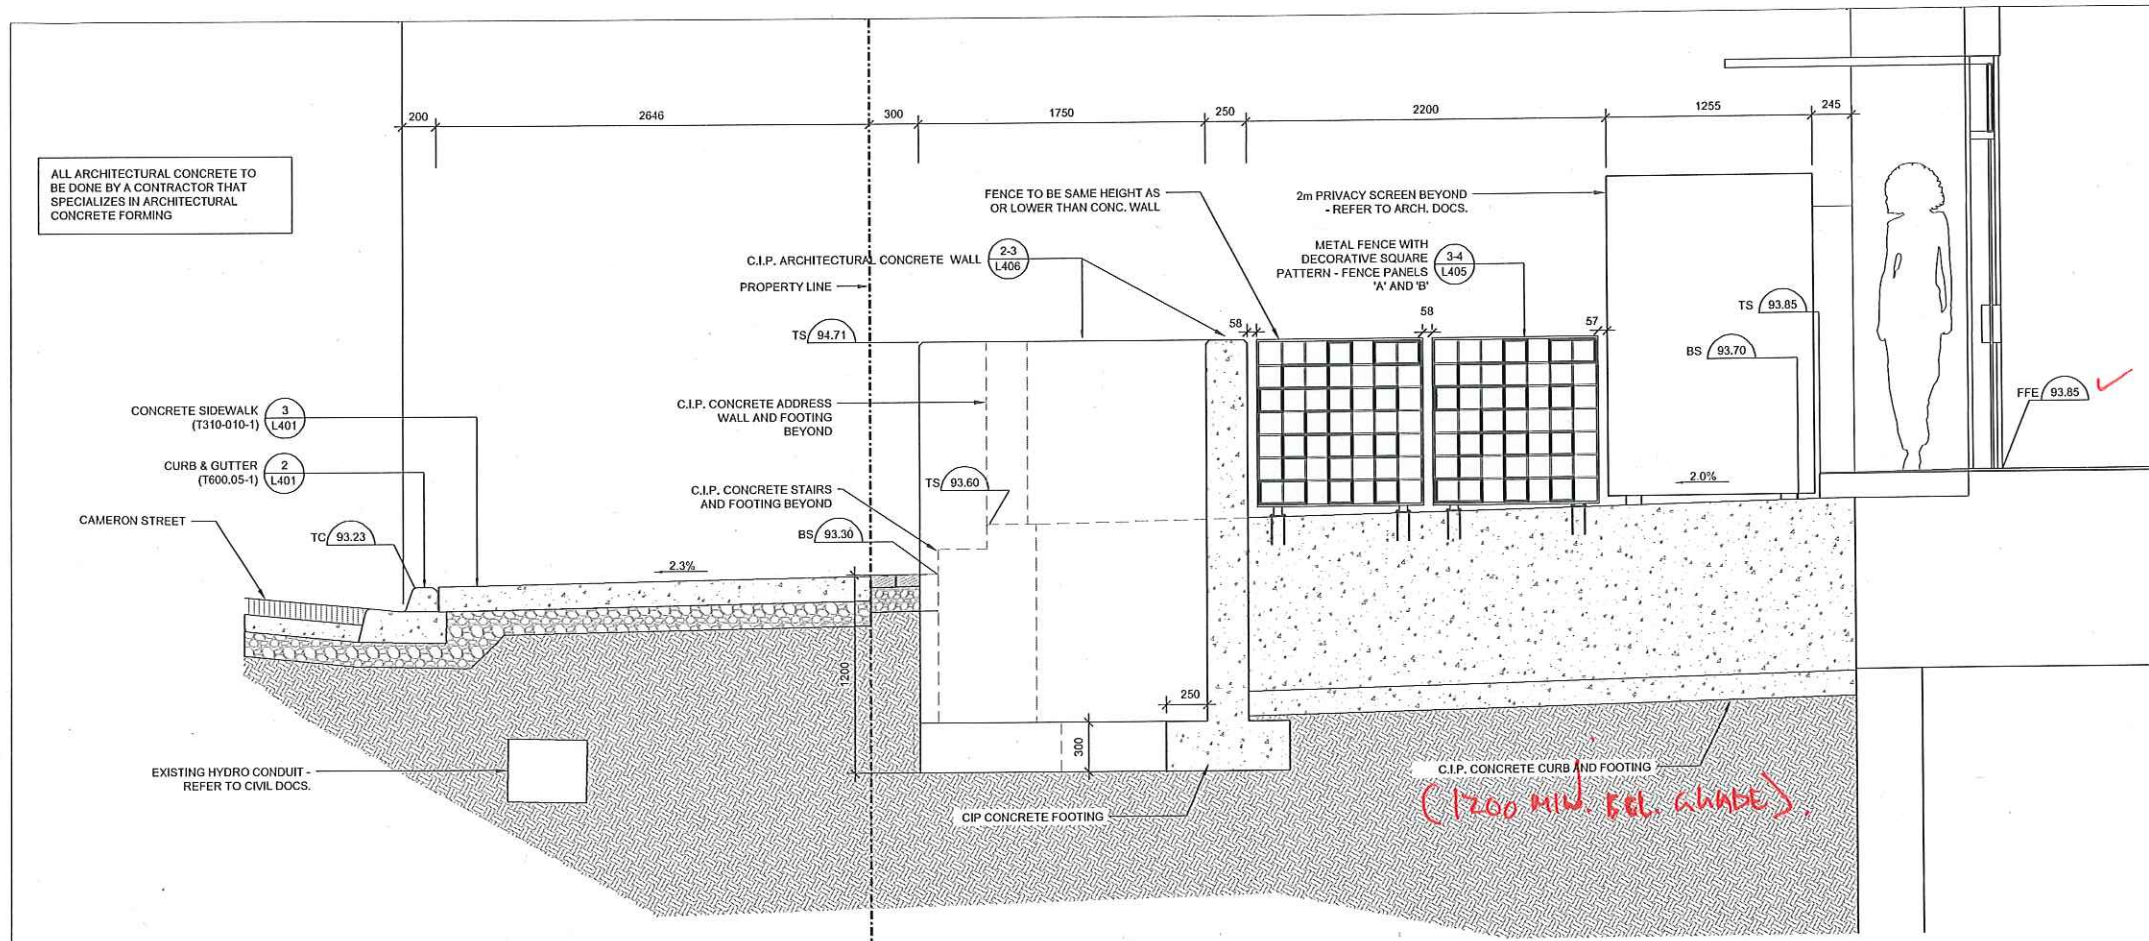 200
2646
300
1750
250
2200
1255
245
ALL ARCHITECTURAL CONCRETE TO
BE DONE BY A CONTRACTOR THAT
SPECIALIZES IN ARCHITECTURAL
CONCRETE FORMING
FENCE TO BE SAME HEIGHT AS
OR LOWER THAN CONC. WALL
2m PRIVACY SCREEN BEYOND
- REFER TO ARCH. DOCS.
C.I.P. ARCHITECTURAL CONCRETE WALL
2-3
L406
METAL FENCE WITH
DECORATIVE SQUARE
PATTERN - FENCE PANELS
'A' AND 'B'
3-4
L405
PROPERTY LINE
TS 94.71
58
58
57
TS 93.85
BS 93.70
FFE 93.85
C.I.P. CONCRETE ADDRESS
WALL AND FOOTING
BEYOND
CONCRETE SIDEWALK
(T310-010-1)
3
L401
CURB & GUTTER
(T600.05-1)
2
L401
C.I.P. CONCRETE STAIRS
AND FOOTING BEYOND
TS 93.60
2.0%
CAMERON STREET
TC 93.23
BS 93.30
2.3%
1200
250
300
EXISTING HYDRO CONDUIT -
REFER TO CIVIL DOCS.
C.I.P. CONCRETE CURB AND FOOTING
(1200 MIN. BEL. GRADE).
CIP CONCRETE FOOTING